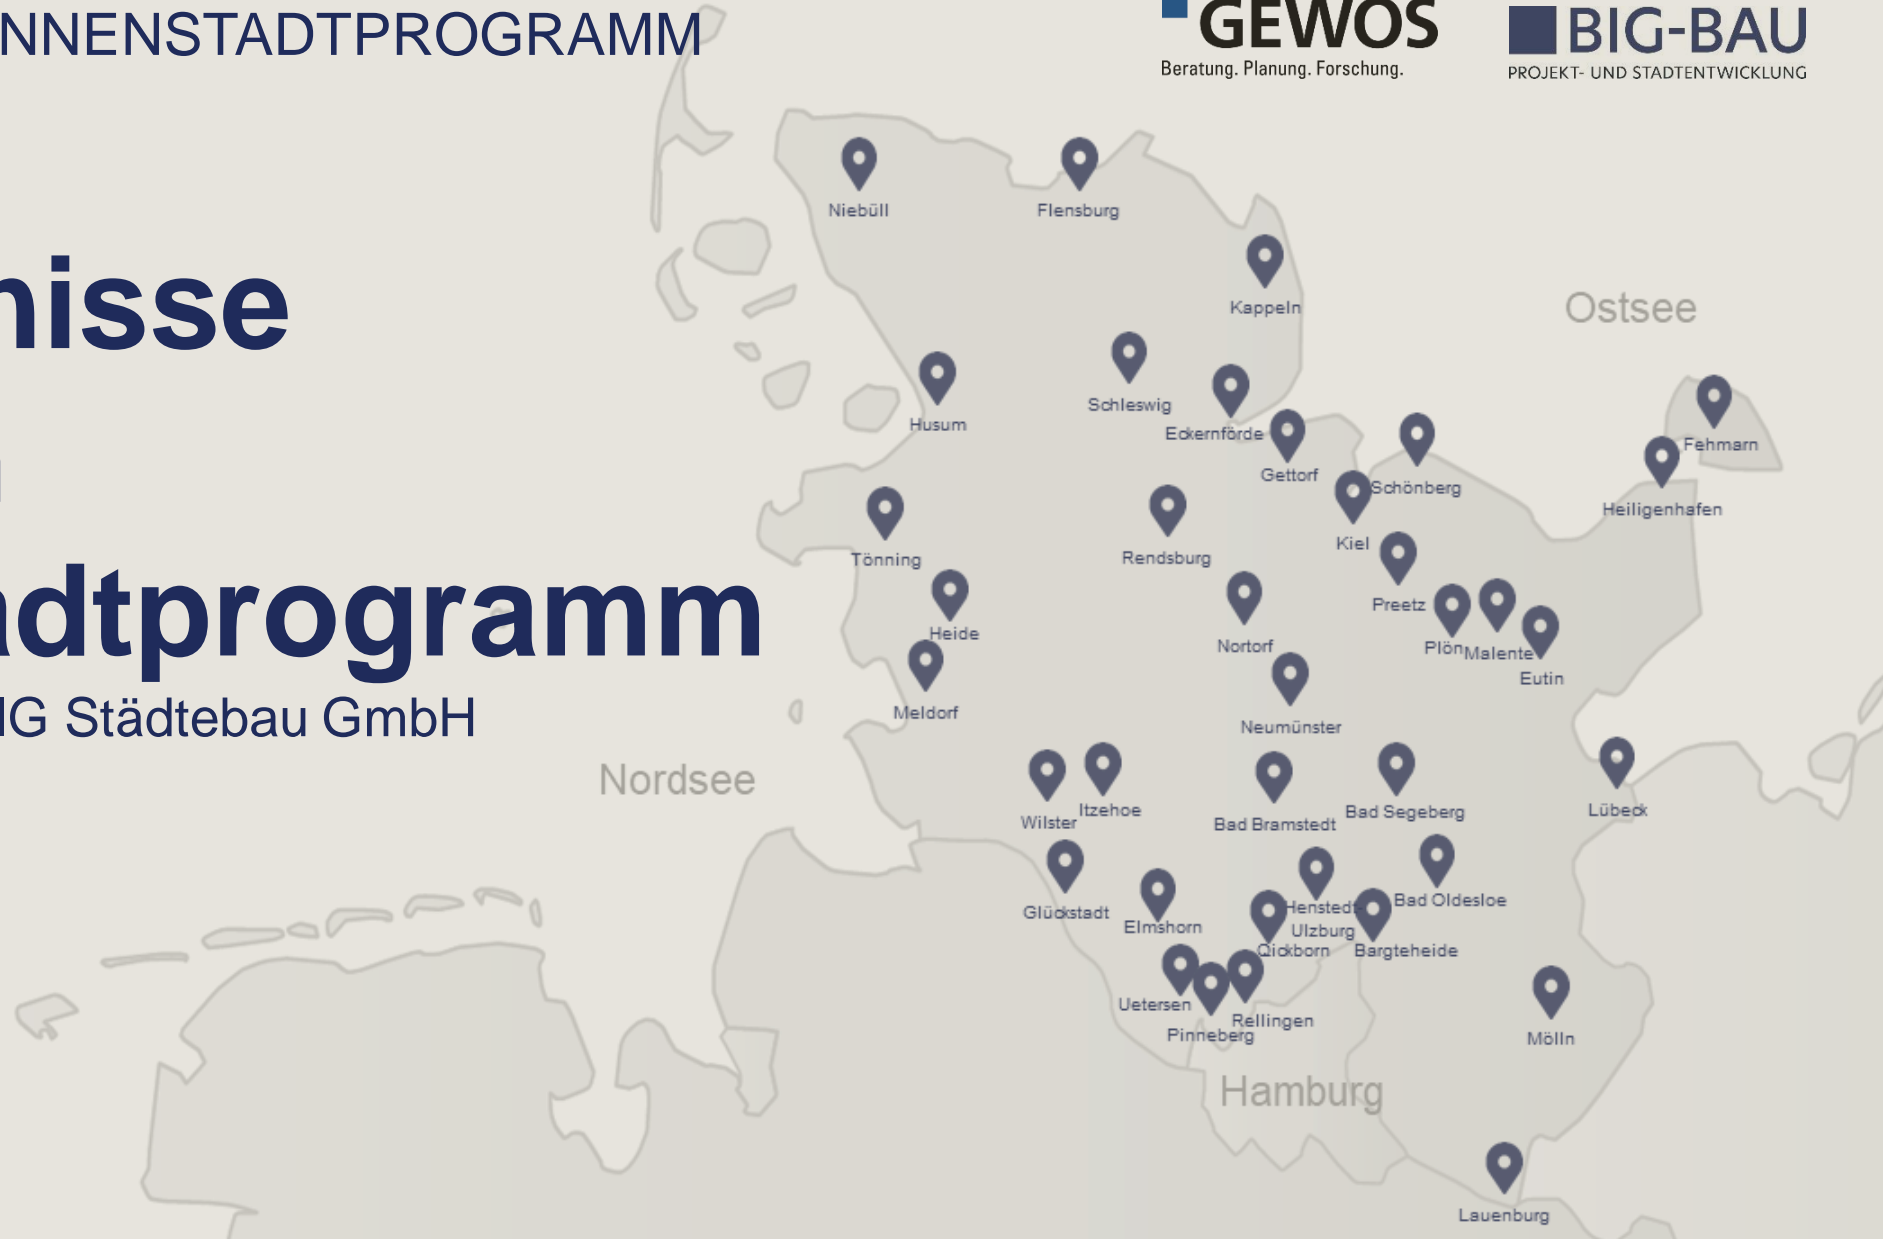 NNENSTADTPROGRAMM
GEWOS
Beratung. Planung. Forschung.
BIG-BAU
PROJEKT- UND STADTENTWICKLUNG
Niebüll
Flensburg
nisse
Kappeln
Ostsee
Schleswig
Husum
Eckernförde
Fehmarn
Gettorf
Schönberg
Heiligenhafen
Kiel
Tönning
Rendsburg
Preetz
adtprogramm
Heide
Nortorf
Plön
Malente
Eutin
IG Städtebau GmbH
Meldorf
Neumünster
Nordsee
Wilster
Itzehoe
Bad Bramstedt
Bad Segeberg
Lübeck
Glückstadt
Elmshorn
Henstedt-
Ulzburg
Bad Oldesloe
Qickborn
Bargteheide
Uetersen
Rellingen
Pinneberg
Mölln
Hamburg
Lauenburg